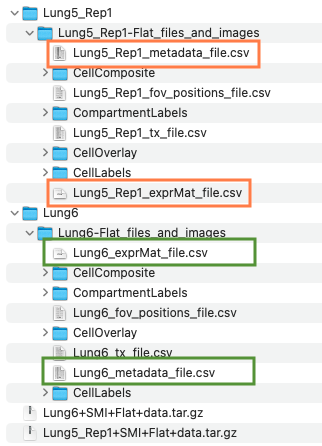 Lung5_Rep1
Lung5_Rep1-Flat_files_and_images
Lung5_Rep1_metadata_file.csv
CellComposite
Lung5_Rep1_fov_positions_file.csv
CompartmentLabels
Lung5_Rep1_tx_file.csv
CellOverlay
CellLabels
Lung5_Rep1_exprMat_file.csv
Lung6
Lung6-Flat_files_and_images
Lung6_exprMat_file.csv
CellComposite
CompartmentLabels
Lung6_fov_positions_file.csv
CellOverlay
Lung6_tx_file.csv
Lung6_metadata_file.csv
CellLabels
Lung6+SMI+Flat+data.tar.gz
Lung5_Rep1+SMI+Flat+data.tar.gz